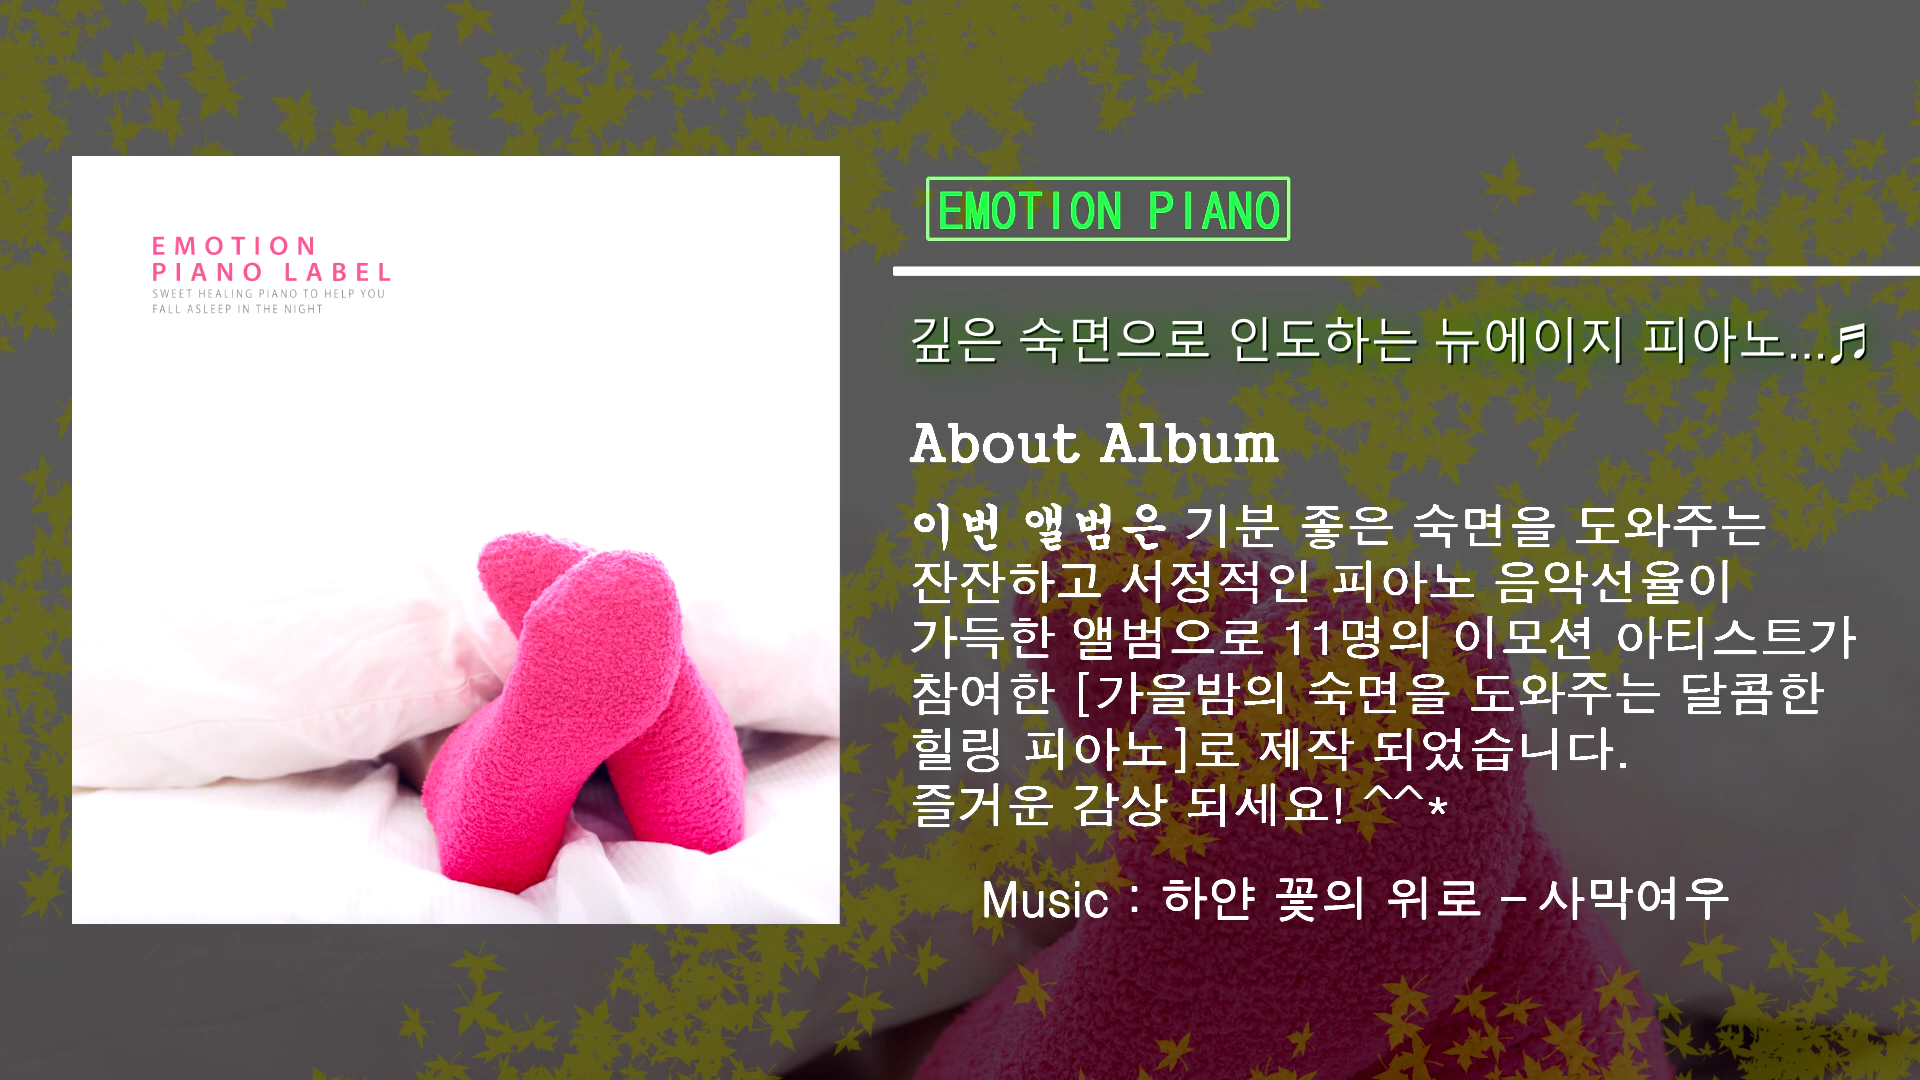 EMOTION
PIANO LABEL
SWEET HEALING PIANO TO HELP YOU
FALL ASLEEP IN THE NIGHT
EMOTION PIANO
깊은 숙면으로 인도하는 뉴에이지 피아노...♬
About Album
이번 앨범은 기분 좋은 숙면을 도와주는
잔잔하고 서정적인 피아노 음악선율이
가득한 앨범으로 11명의 이모션 아티스트가
참여한 [가을밤의 숙면을 도와주는 달콤한
힐링 피아노]로 제작 되었습니다.
즐거운 감상 되세요! ^^*
Music : 하얀 꽃의 위로 – 사막여우